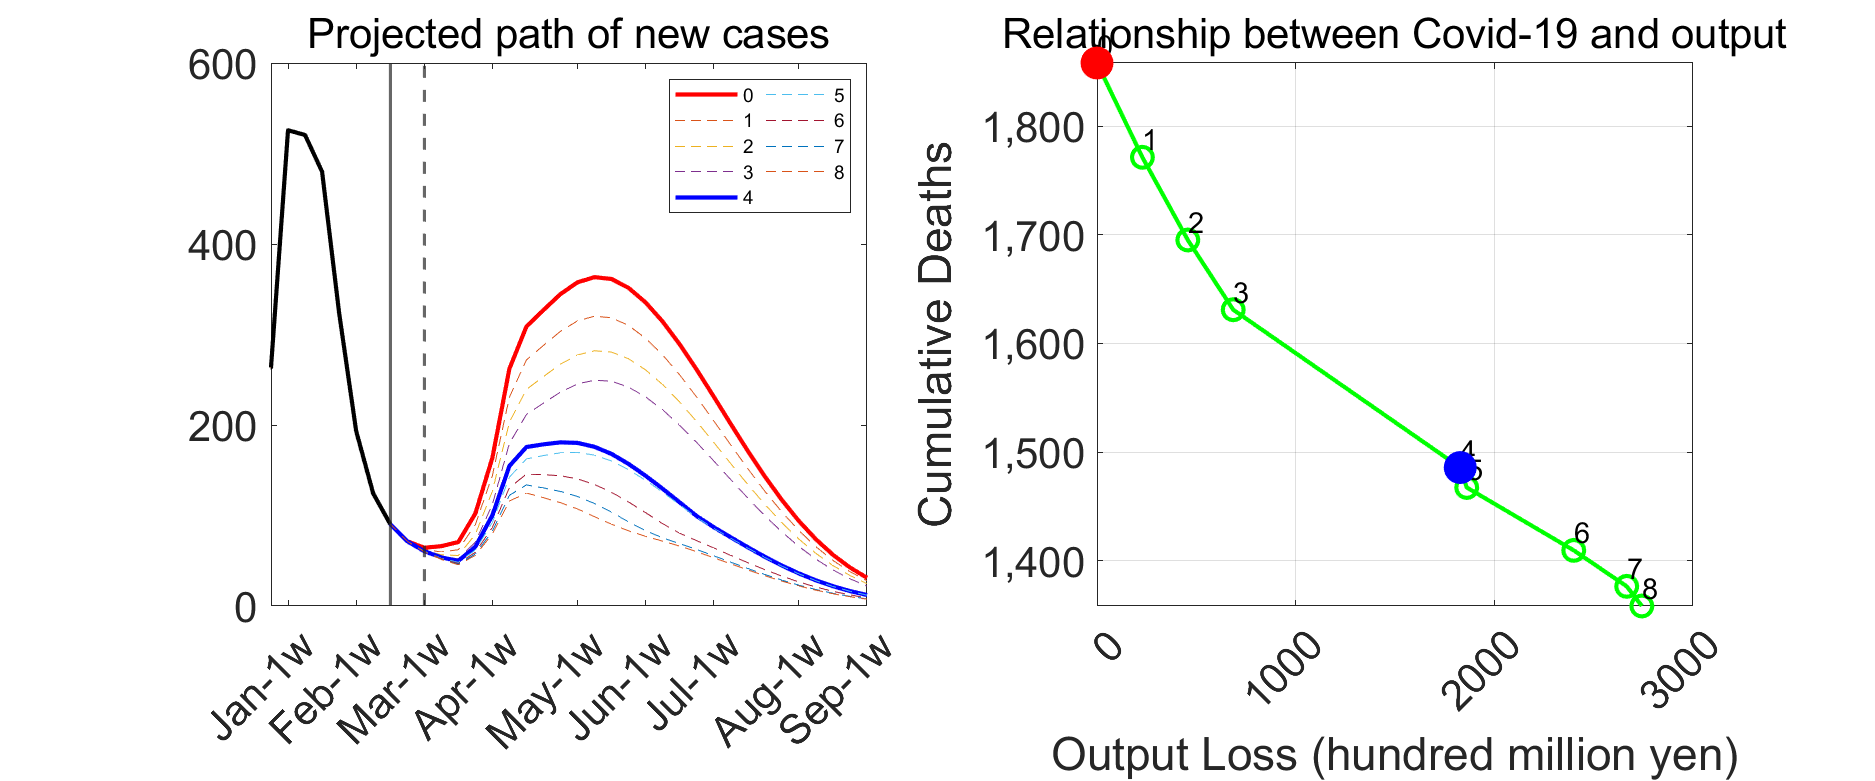 Projected path of new cases
600
400
200
0
0
1
2
3
4
5
6
7
8
Jan-1w
Feb-1w
Mar-1w
Apr-1w
May-1w
Jun-1w
Jul-1w
Aug-1w
Sep-1w
Relationship between Covid-19 and output
Cumulative Deaths
1,800
1,700
1,600
1,500
1,400
0
1
2
3
4
5
6
7
8
0
1000
2000
3000
Output Loss (hundred million yen)